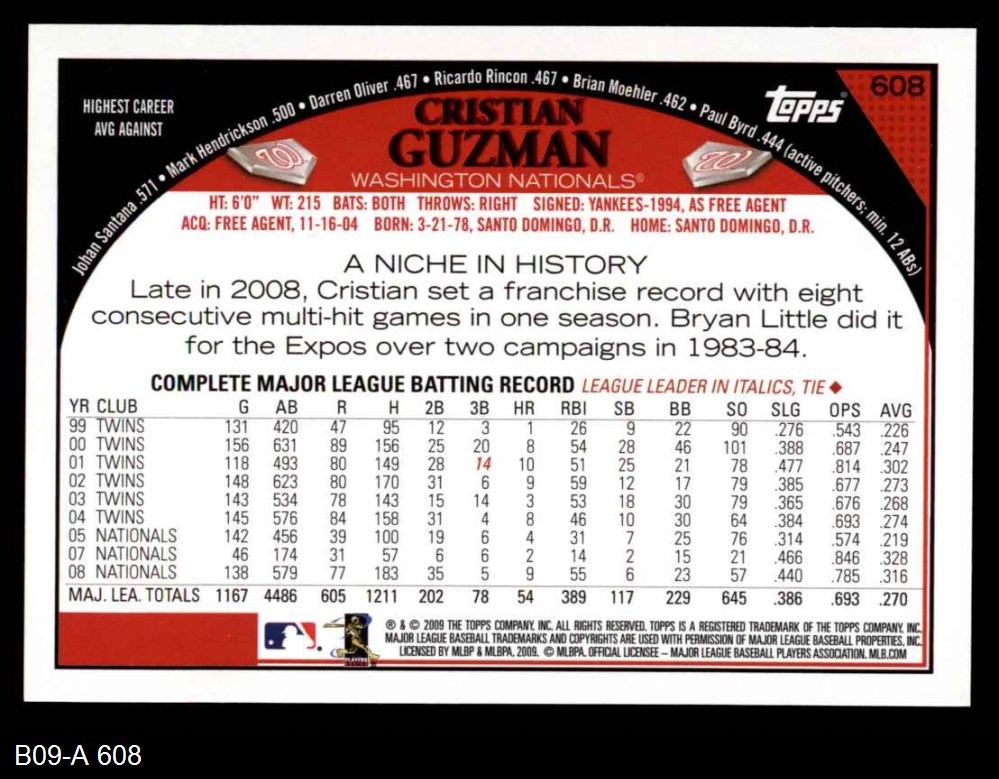 608
topps
HIGHEST CAREER
AVG AGAINST
Johan Santana .571 • Mark Hendrickson .500 • Darren Oliver .467 • Ricardo Rincon .467 • Brian Moehler .462 • Paul Byrd .444 (active pitchers; min. 12 ABs)
CRISTIAN
GUZMAN
W W
WASHINGTON NATIONALS®
HT: 6'0" WT: 215 BATS: BOTH THROWS: RIGHT SIGNED: YANKEES-1994, AS FREE AGENT
ACQ: FREE AGENT, 11-16-04 BORN: 3-21-78, SANTO DOMINGO, D.R. HOME: SANTO DOMINGO, D.R.
A NICHE IN HISTORY
Late in 2008, Cristian set a franchise record with eight
consecutive multi-hit games in one season. Bryan Little did it
for the Expos over two campaigns in 1983-84.
COMPLETE MAJOR LEAGUE BATTING RECORD LEAGUE LEADER IN ITALICS, TIE ♦
YR CLUB G AB R H 2B 3B HR RBI SB BB SO SLG OPS AVG
99 TWINS 131 420 47 95 12 3 1 26 9 22 90 .276 .543 .226
00 TWINS 156 631 89 156 25 20 8 54 28 46 101 .388 .687 .247
01 TWINS 118 493 80 149 28 14 10 51 25 21 78 .477 .814 .302
02 TWINS 148 623 80 170 31 6 9 59 12 17 79 .385 .677 .273
03 TWINS 143 534 78 143 15 14 3 53 18 30 79 .365 .676 .268
04 TWINS 145 576 84 158 31 4 8 46 10 30 64 .384 .693 .274
05 NATIONALS 142 456 39 100 19 6 4 31 7 25 76 .314 .574 .219
07 NATIONALS 46 174 31 57 6 6 2 14 2 15 21 .466 .846 .328
08 NATIONALS 138 579 77 183 35 5 9 55 6 23 57 .440 .785 .316
MAJ. LEA. TOTALS 1167 4486 605 1211 202 78 54 389 117 229 645 .386 .693 .270
® & © 2009 THE TOPPS COMPANY, INC. ALL RIGHTS RESERVED. TOPPS IS A REGISTERED TRADEMARK OF THE TOPPS COMPANY, INC.
MAJOR LEAGUE BASEBALL TRADEMARKS AND COPYRIGHTS ARE USED WITH PERMISSION OF MAJOR LEAGUE BASEBALL PROPERTIES, INC.
LICENSED BY MLBP & MLBPA, 2009. © MLBPA. OFFICIAL LICENSEE – MAJOR LEAGUE BASEBALL PLAYERS ASSOCIATION. MLB.COM
PLAYERS
B09-A 608